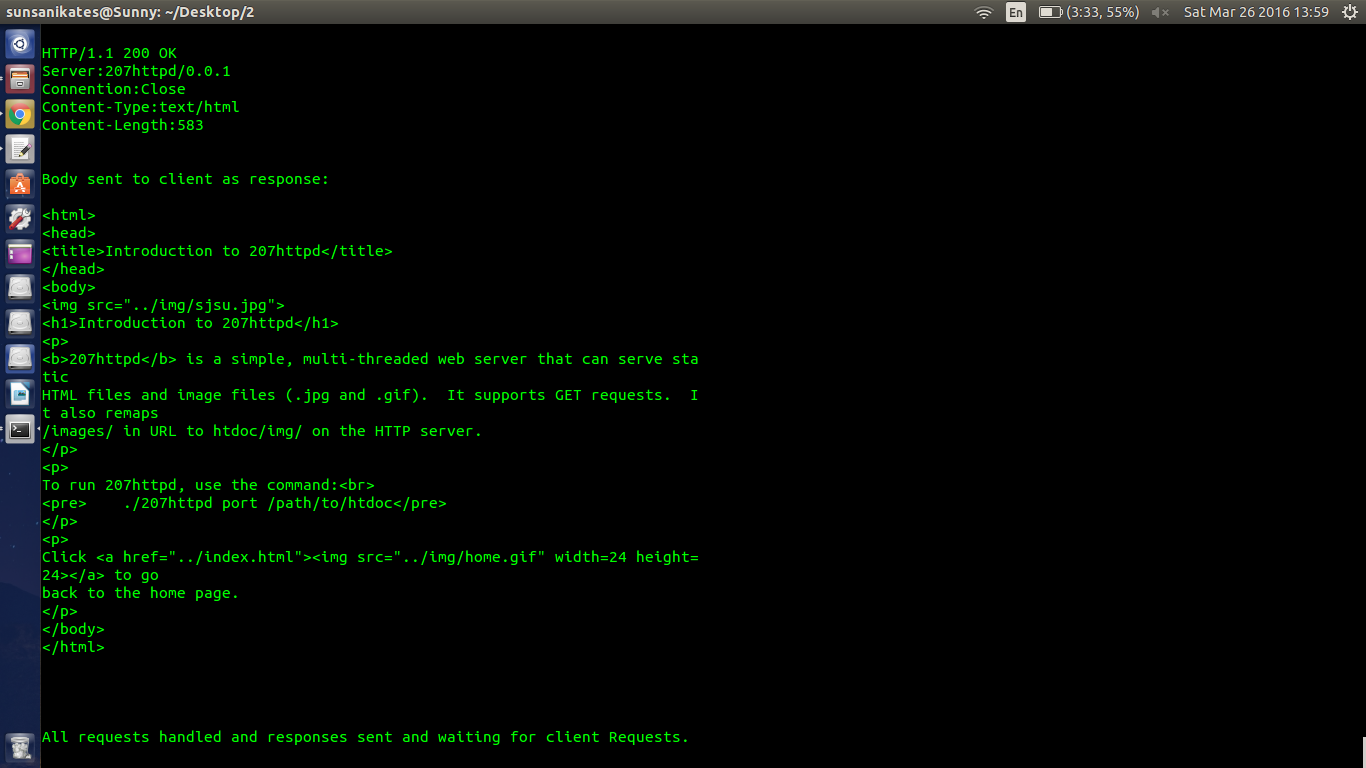 sunsanikates@Sunny: ~/Desktop/2
En
(3:33, 55%)
Sat Mar 26 2016 13:59
HTTP/1.1 200 OK
Server:207httpd/0.0.1
Connention:Close
Content-Type:text/html
Content-Length:583
Body sent to client as response:
<html>
<head>
<title>Introduction to 207httpd</title>
</head>
<body>
<img src="../img/sjsu.jpg">
<h1>Introduction to 207httpd</h1>
<p>
<b>207httpd</b> is a simple, multi-threaded web server that can serve sta
tic
HTML files and image files (.jpg and .gif).  It supports GET requests.  I
t also remaps
/images/ in URL to htdoc/img/ on the HTTP server.
</p>
<p>
To run 207httpd, use the command:<br>
<pre>    ./207httpd port /path/to/htdoc</pre>
</p>
<p>
Click <a href="../index.html"><img src="../img/home.gif" width=24 height=
24></a> to go
back to the home page.
</p>
</body>
</html>
All requests handled and responses sent and waiting for client Requests.